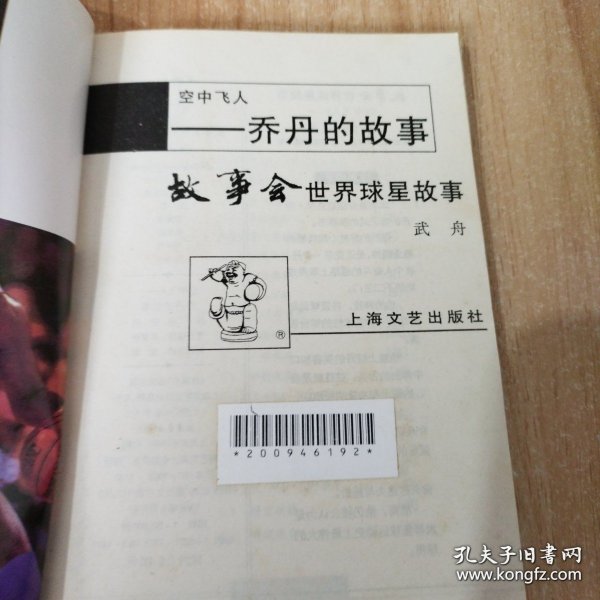 空中飞人
——乔丹的故事
故事会世界球星故事
武 舟
®
上海文艺出版社
*200946192*
孔夫子旧书网
www.kongfz.com